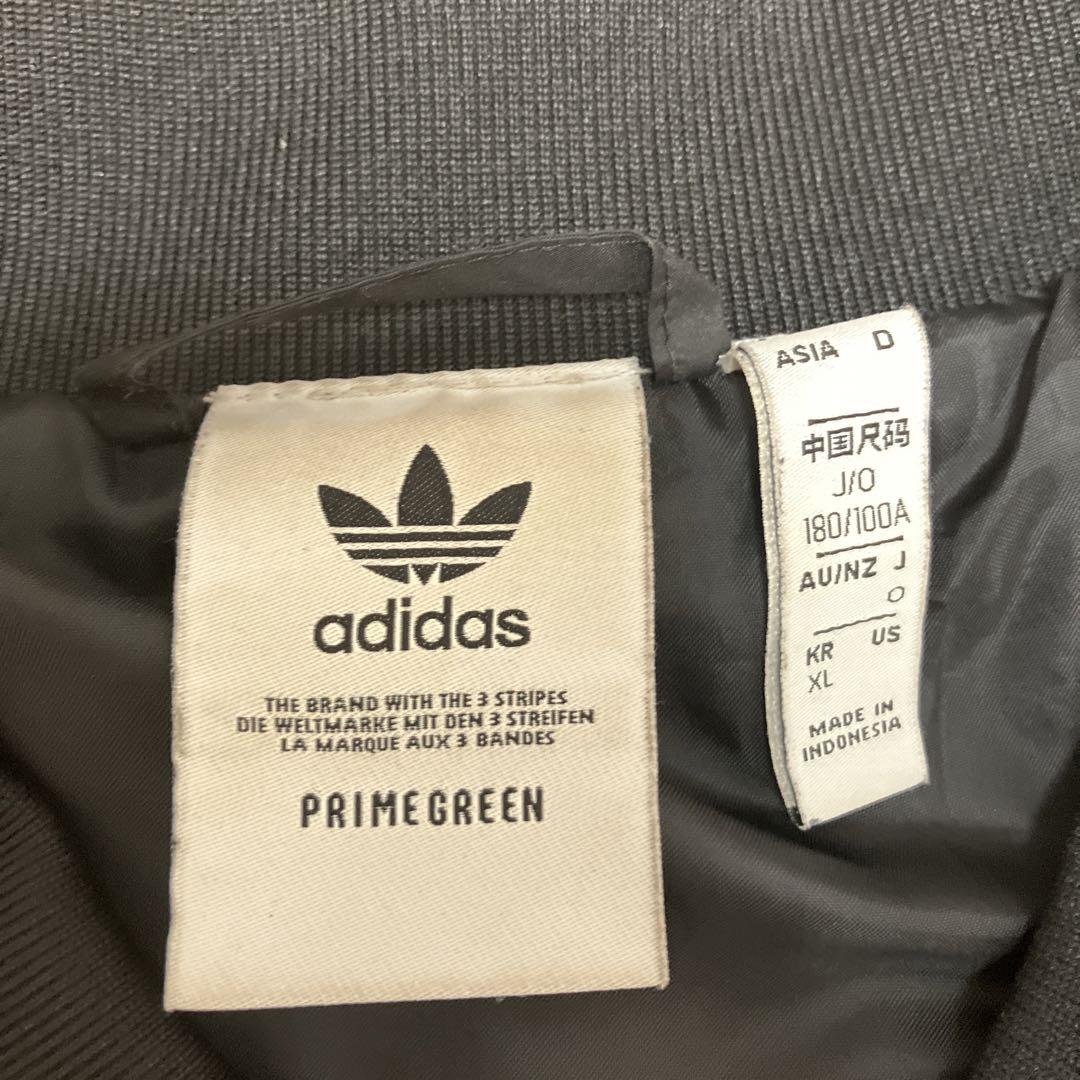 adidas
THE BRAND WITH THE 3 STRIPES
DIE WELTMARKE MIT DEN 3 STREIFEN
LA MARQUE AUX 3 BANDES
PRIMEGREEN
ASIA D
中国尺码
J/O
180/100A
AU/NZ J
O
KR US
XL
MADE IN
INDONESIA